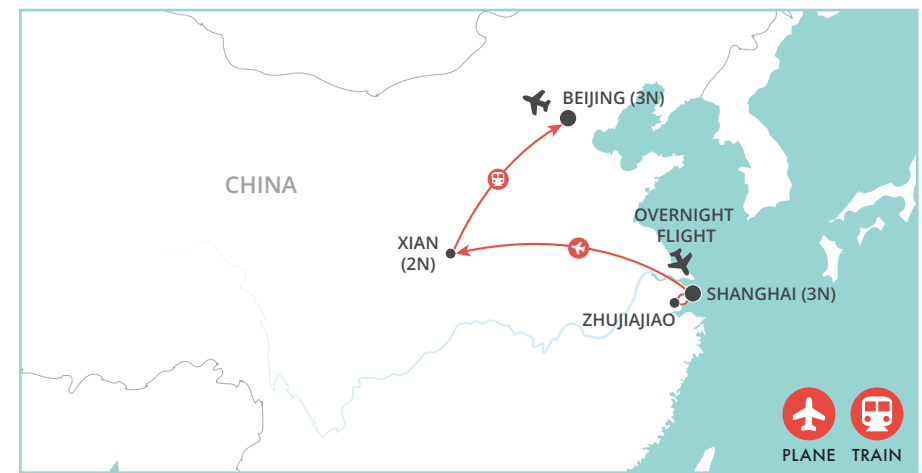 BEIJING (3N)
CHINA
OVERNIGHT
FLIGHT
XIAN
(2N)
SHANGHAI (3N)
ZHUJIAJIAO
PLANE
TRAIN